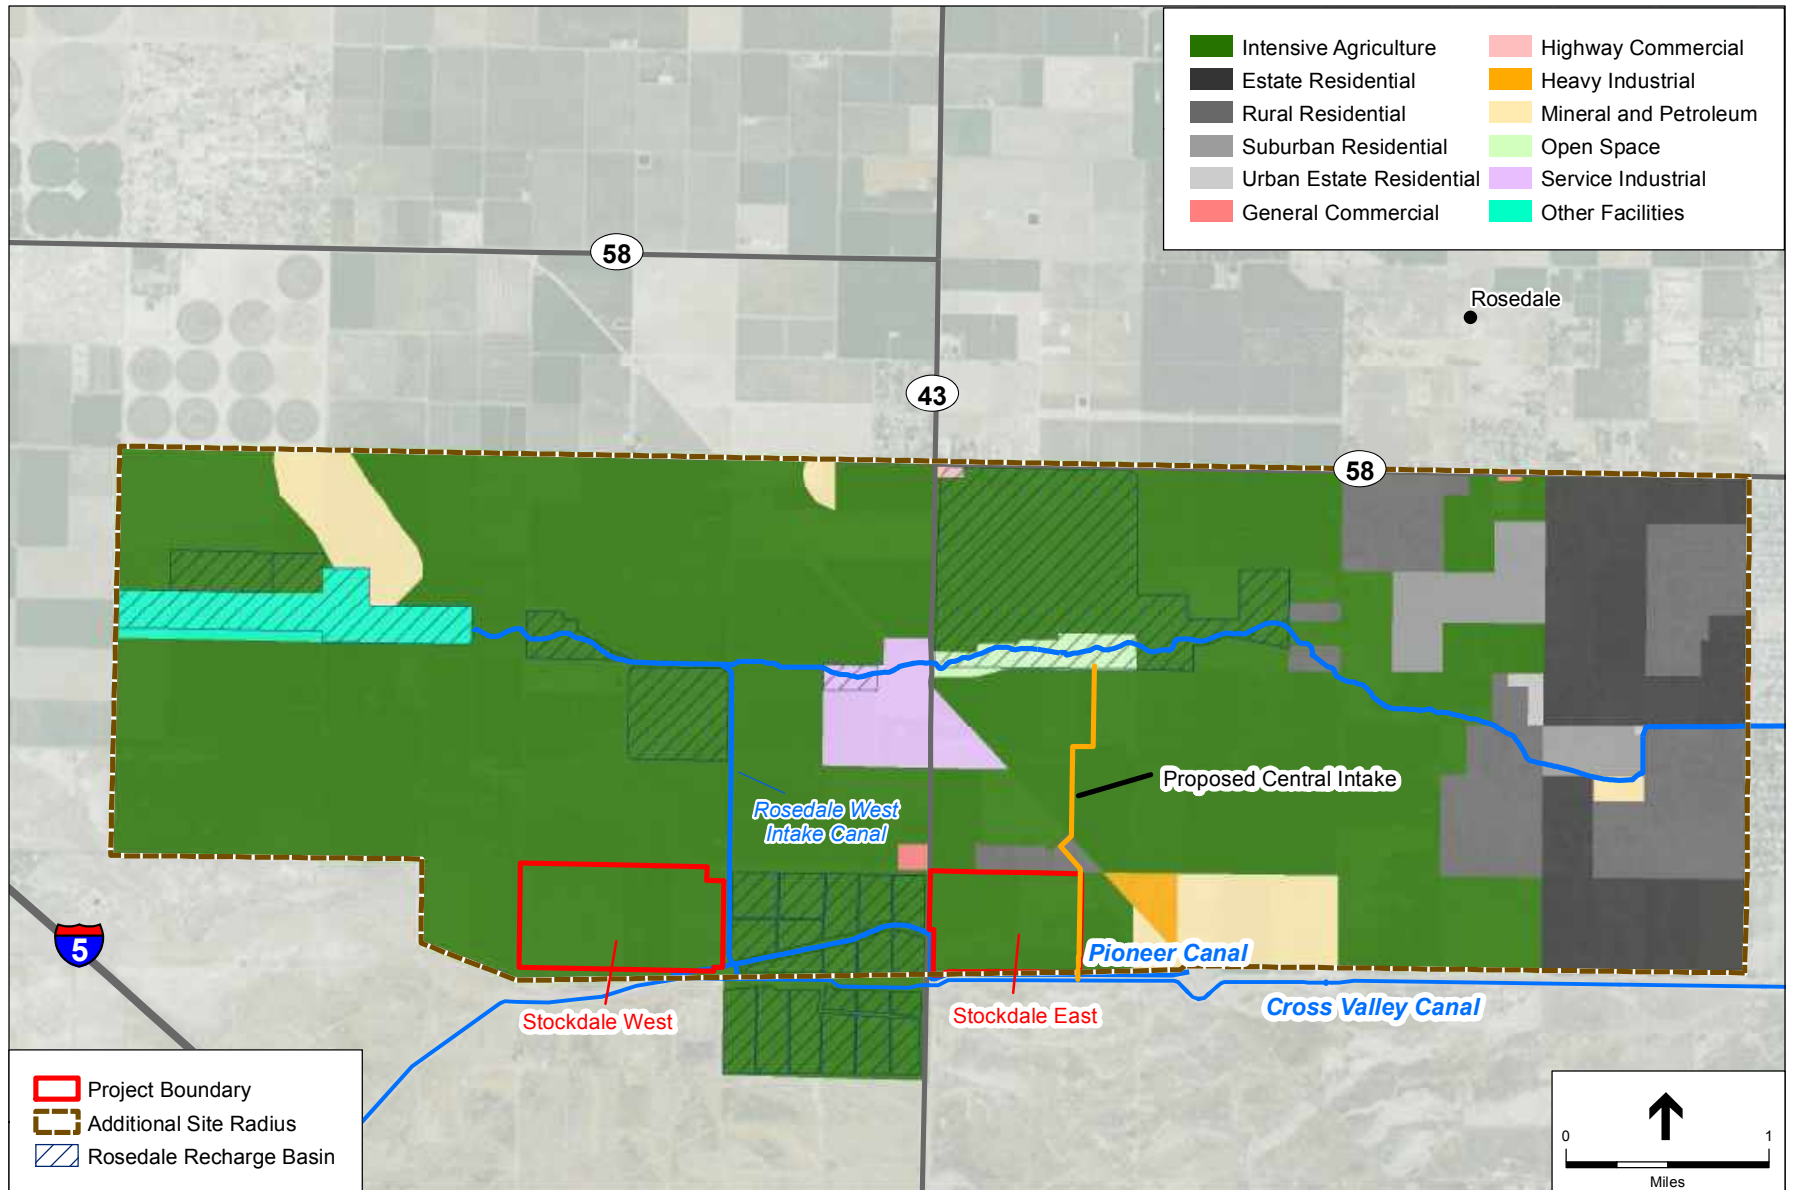 Intensive Agriculture
Estate Residential
Rural Residential
Suburban Residential
Urban Estate Residential
General Commercial
Highway Commercial
Heavy Industrial
Mineral and Petroleum
Open Space
Service Industrial
Other Facilities
58
Rosedale
43
58
Proposed Central Intake
Rosedale West
Intake Canal
5
Pioneer Canal
Cross Valley Canal
Stockdale West
Stockdale East
Project Boundary
Additional Site Radius
Rosedale Recharge Basin
0 1
Miles